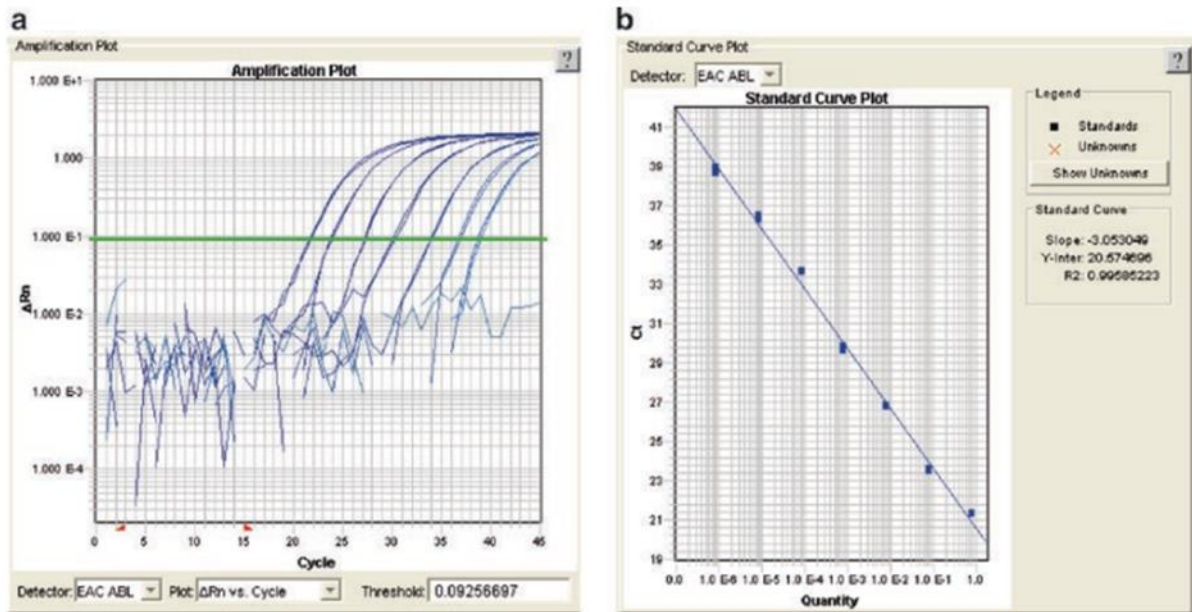 a
Amplification Plot
?
Amplification Plot
1.000 E+1
1.000
1.000 E-1
1.000 E-2
1.000 E-3
1.000 E-4
ΔRn
0 5 10 15 20 25 30 35 40 45
Cycle
Detector: EAC ABL Plot: ΔRn vs. Cycle Threshold: 0.09256697
b
Standard Curve Plot
?
Detector: EAC ABL
Standard Curve Plot
41
39
37
35
33
31
29
27
25
23
21
19
Ct
0.0 1.0 E-6 1.0 E-5 1.0 E-4 1.0 E-3 1.0 E-2 1.0 E-1 1.0
Quantity
Legend
Standards
Unknowns
Show Unknowns
Standard Curve
Slope: -3.053049
Y-Inter: 20.574696
R2: 0.99585223